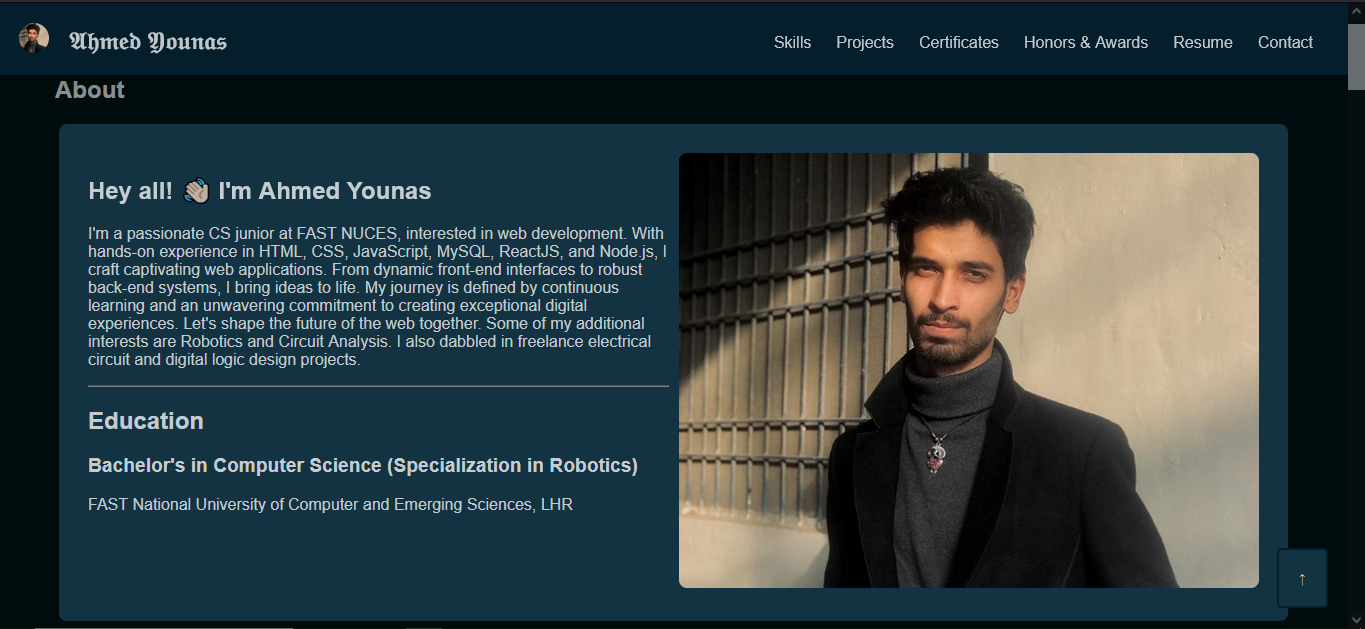 Ahmed Younas
Skills Projects Certificates Honors & Awards Resume Contact
About
Hey all! 👋🏼 I'm Ahmed Younas
I'm a passionate CS junior at FAST NUCES, interested in web development. With
hands-on experience in HTML, CSS, JavaScript, MySQL, ReactJS, and Node.js, I
craft captivating web applications. From dynamic front-end interfaces to robust
back-end systems, I bring ideas to life. My journey is defined by continuous
learning and an unwavering commitment to creating exceptional digital
experiences. Let's shape the future of the web together. Some of my additional
interests are Robotics and Circuit Analysis. I also dabbled in freelance electrical
circuit and digital logic design projects.
Education
Bachelor's in Computer Science (Specialization in Robotics)
FAST National University of Computer and Emerging Sciences, LHR
↑